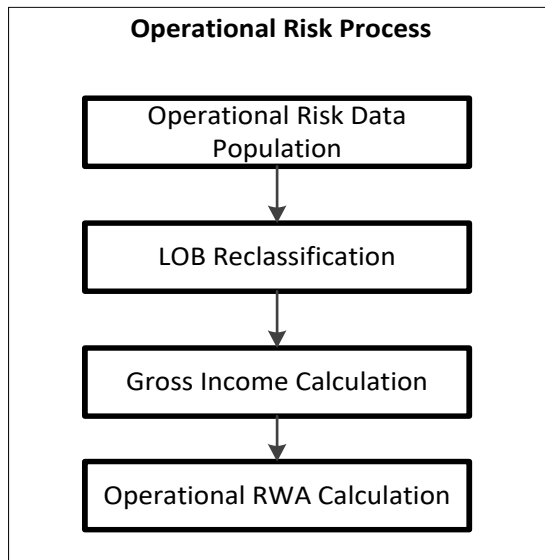 Operational Risk Process
Operational Risk Data
Population
LOB Reclassification
Gross Income Calculation
Operational RWA Calculation